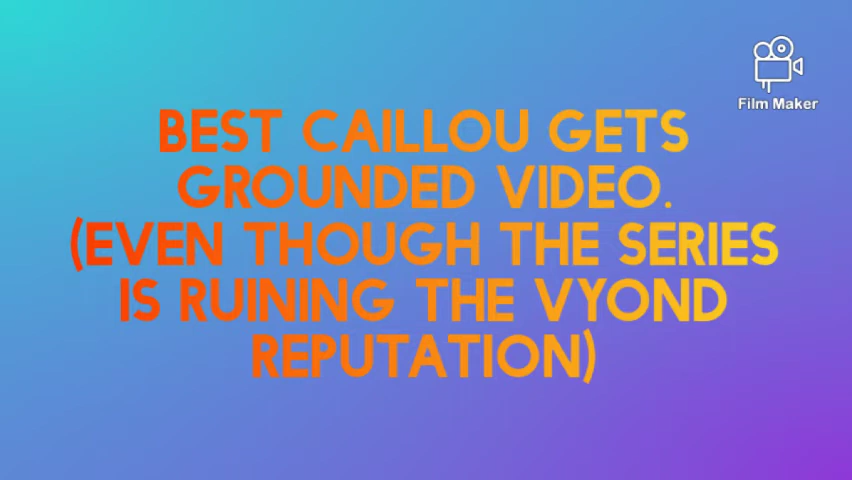 Film Maker
BEST CAILLOU GETS
GROUNDED VIDEO.
(EVEN THOUGH THE SERIES
IS RUINING THE VYOND
REPUTATION)